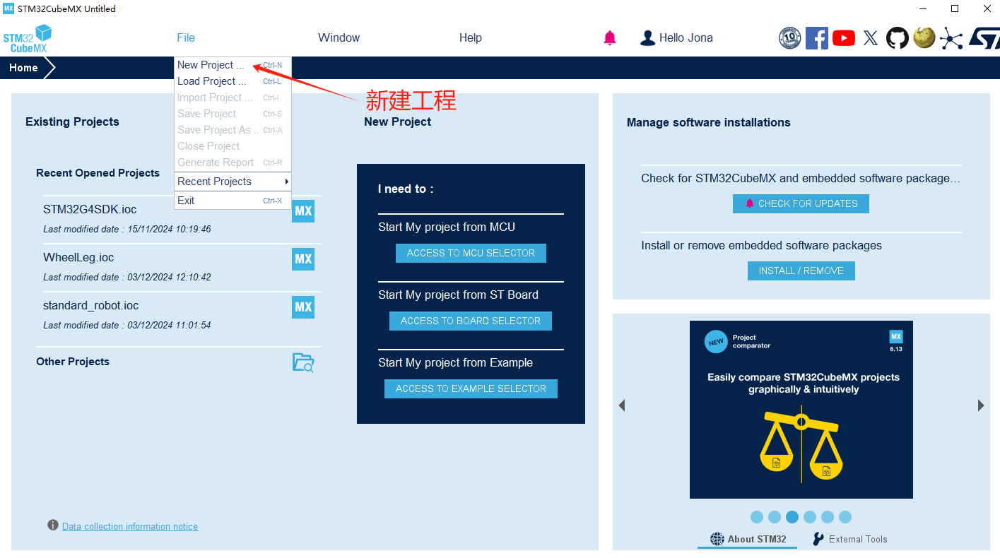 MX STM32CubeMX Untitled
STM32
CubeMX
File
Window
Help
Hello Jona
10
Home
New Project ... Ctrl-N
Load Project ... Ctrl-L
Import Project ... Ctrl-I
Save Project Ctrl-S
Save Project As .. Ctrl-A
Close Project
Generate Report Ctrl-R
Recent Projects
Exit Ctrl-X
新建工程
Existing Projects
Recent Opened Projects
STM32G4SDK.ioc
Last modified date : 15/11/2024 10:19:46
MX
WheelLeg.ioc
Last modified date : 03/12/2024 12:10:42
MX
standard_robot.ioc
Last modified date : 03/12/2024 11:01:54
MX
Other Projects
Data collection information notice
New Project
I need to :
Start My project from MCU
ACCESS TO MCU SELECTOR
Start My project from ST Board
ACCESS TO BOARD SELECTOR
Start My project from Example
ACCESS TO EXAMPLE SELECTOR
Manage software installations
Check for STM32CubeMX and embedded software package...
CHECK FOR UPDATES
Install or remove embedded software packages
INSTALL / REMOVE
NEW
Project
comparator
MX
6.13
Easily compare STM32CubeMX projects
graphically & intuitively
About STM32
External Tools